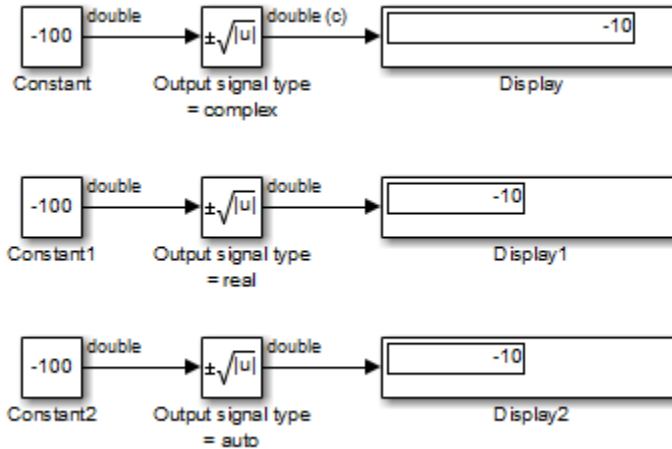 double double (c)
-100 ±√|u| -10
Constant Output signal type Display
= complex
double double
-100 ±√|u| -10
Constant1 Output signal type Display1
= real
double double
-100 ±√|u| -10
Constant2 Output signal type Display2
= auto